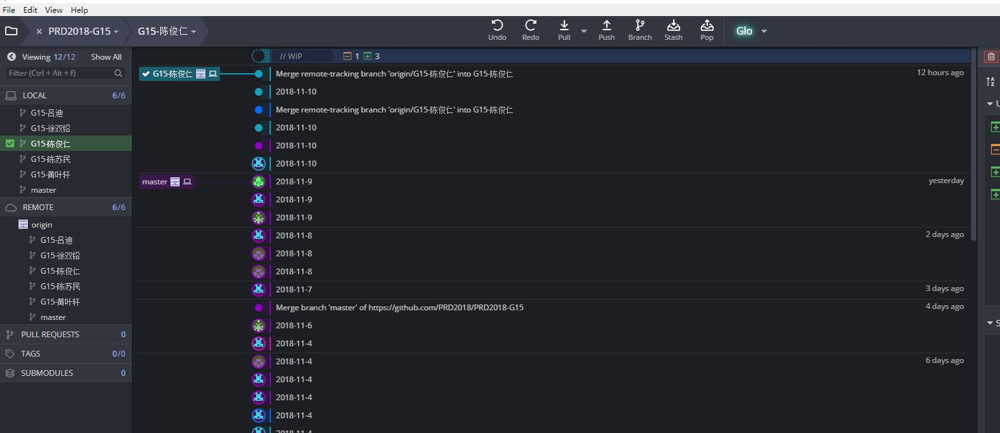 File Edit View Help
× PRD2018-G15 G15-陈俊仁
Undo Redo Pull Push Branch Stash Pop Glo
Viewing 12/12 Show All
Filter (Ctrl + Alt + f)
LOCAL 6/6
G15-吕迪
G15-徐双铅
G15-陈俊仁
G15-陈苏民
G15-黄叶轩
master
REMOTE 6/6
origin
G15-吕迪
G15-徐双铅
G15-陈俊仁
G15-陈苏民
G15-黄叶轩
master
PULL REQUESTS 0
TAGS 0/0
SUBMODULES 0
// WIP 1 3
G15-陈俊仁 Merge remote-tracking branch 'origin/G15-陈俊仁' into G15-陈俊仁 12 hours ago
2018-11-10
Merge remote-tracking branch 'origin/G15-陈俊仁' into G15-陈俊仁
2018-11-10
2018-11-10
2018-11-10
master 2018-11-9 yesterday
2018-11-9
2018-11-9
2018-11-8 2 days ago
2018-11-8
2018-11-8
2018-11-7 3 days ago
Merge branch 'master' of https://github.com/PRD2018/PRD2018-G15 4 days ago
2018-11-6
2018-11-4
2018-11-4 6 days ago
2018-11-4
2018-11-4
2018-11-4
2018-11-4
A
Z